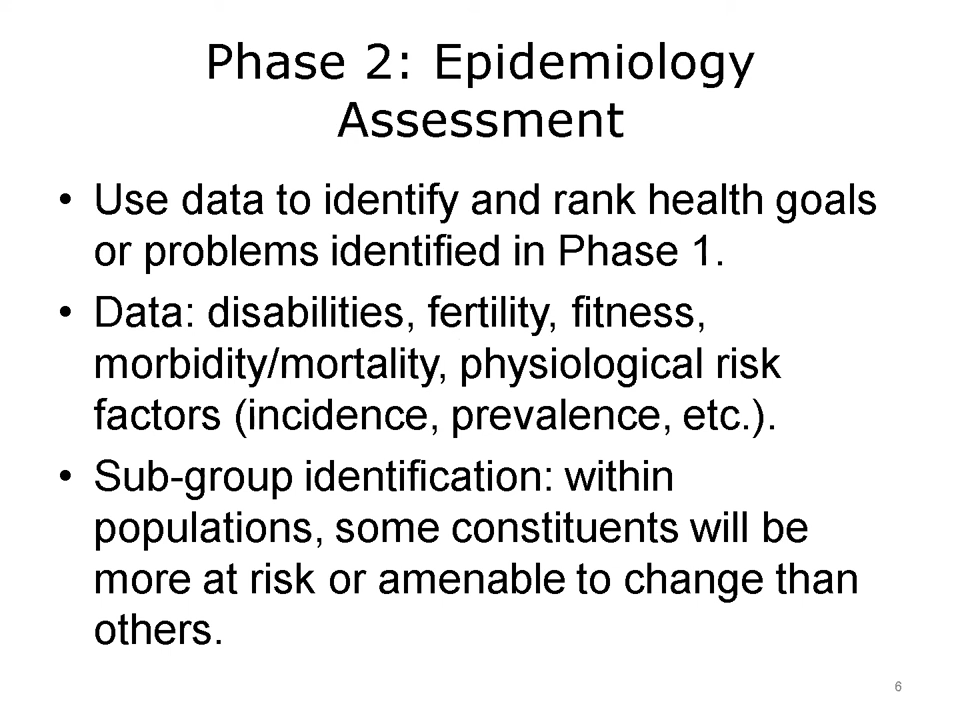 Phase 2: Epidemiology
Assessment
• Use data to identify and rank health goals
or problems identified in Phase 1.
• Data: disabilities, fertility, fitness,
morbidity/mortality, physiological risk
factors (incidence, prevalence, etc.).
• Sub-group identification: within
populations, some constituents will be
more at risk or amenable to change than
others.
6